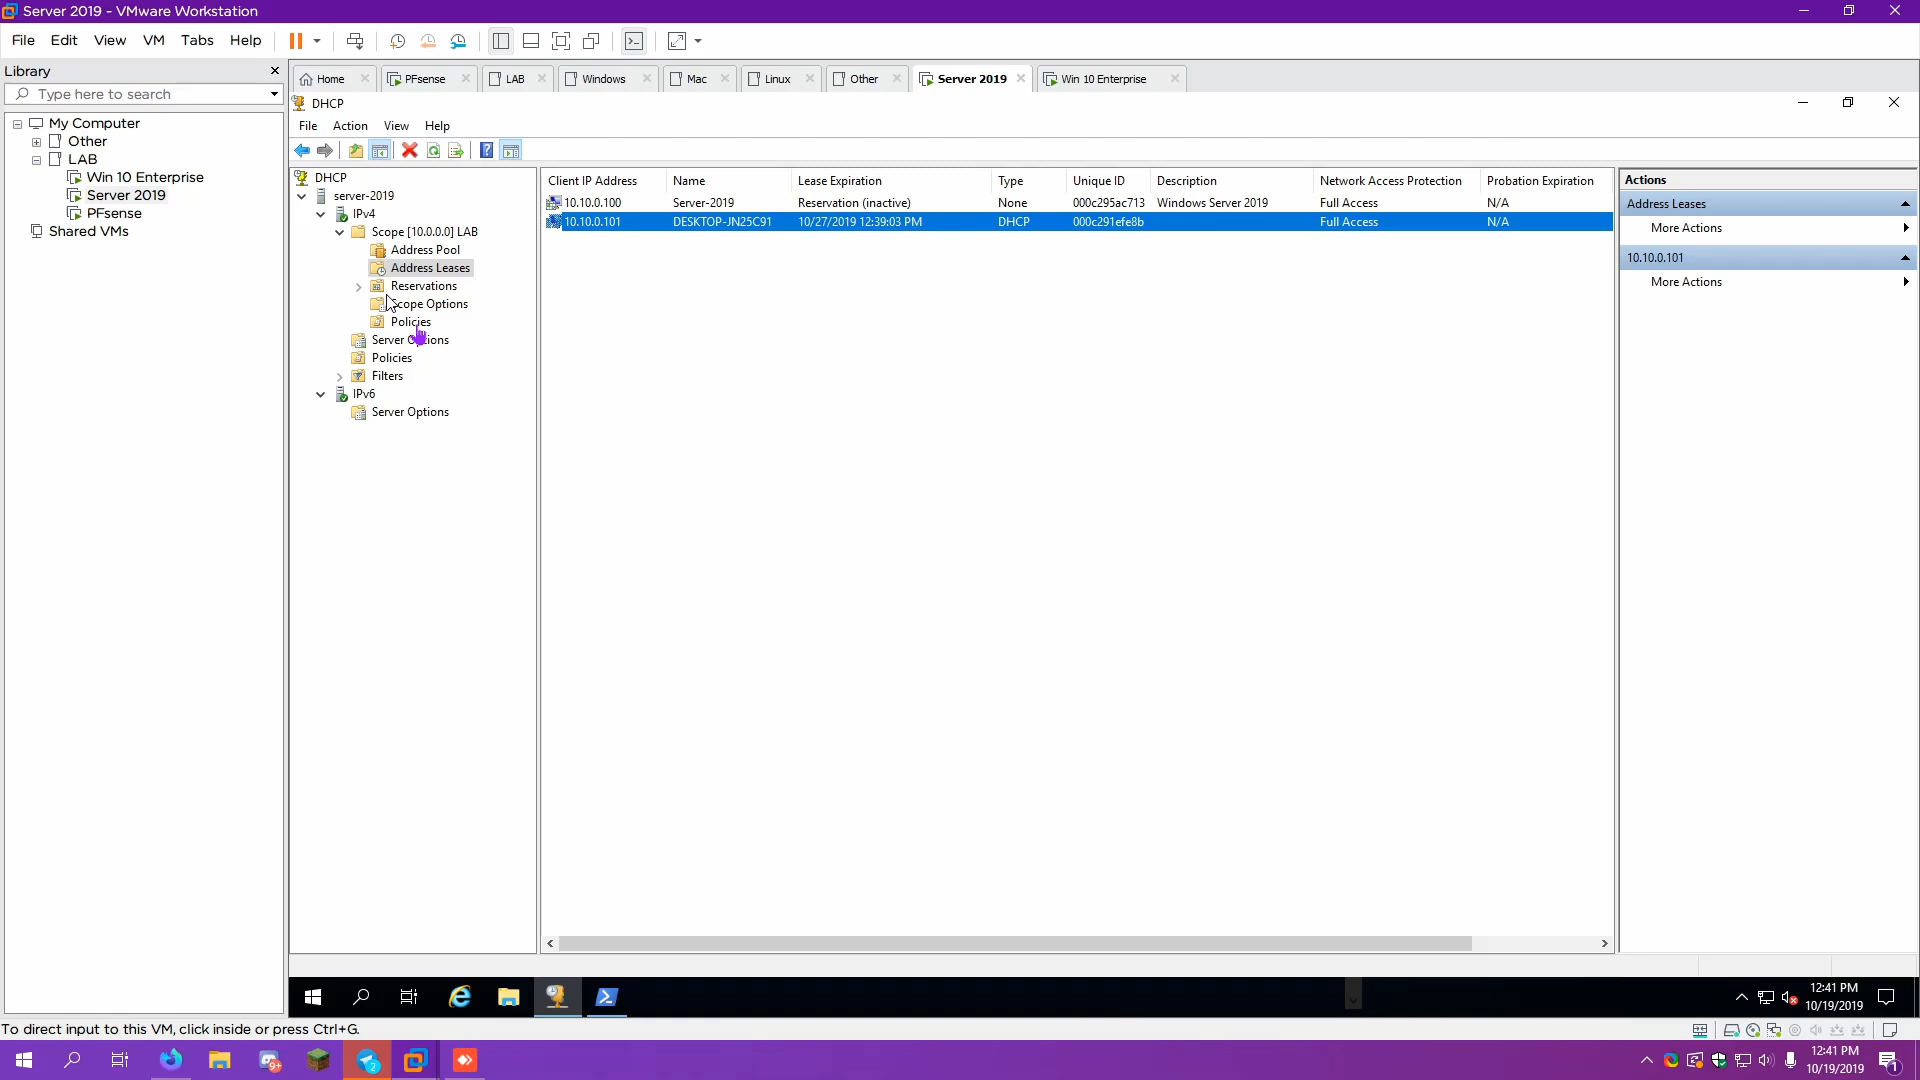 Server 2019 - VMware Workstation
File Edit View VM Tabs Help
Library
Type here to search
My Computer
Other
LAB
Win 10 Enterprise
Server 2019
PFsense
Shared VMs
Home PFsense LAB Windows Mac Linux Other Server 2019 Win 10 Enterprise
DHCP
File Action View Help
DHCP
server-2019
IPv4
Scope [10.0.0.0] LAB
Address Pool
Address Leases
Reservations
Scope Options
Policies
Server Options
Policies
Filters
IPv6
Server Options
Client IP Address Name Lease Expiration Type Unique ID Description Network Access Protection Probation Expiration
10.10.0.100 Server-2019 Reservation (inactive) None 000c295ac713 Windows Server 2019 Full Access N/A
10.10.0.101 DESKTOP-JN25C91 10/27/2019 12:39:03 PM DHCP 000c291efe8b Full Access N/A
Actions
Address Leases
More Actions
10.10.0.101
More Actions
12:41 PM
10/19/2019
To direct input to this VM, click inside or press Ctrl+G.
9+
2
12:41 PM
10/19/2019
1